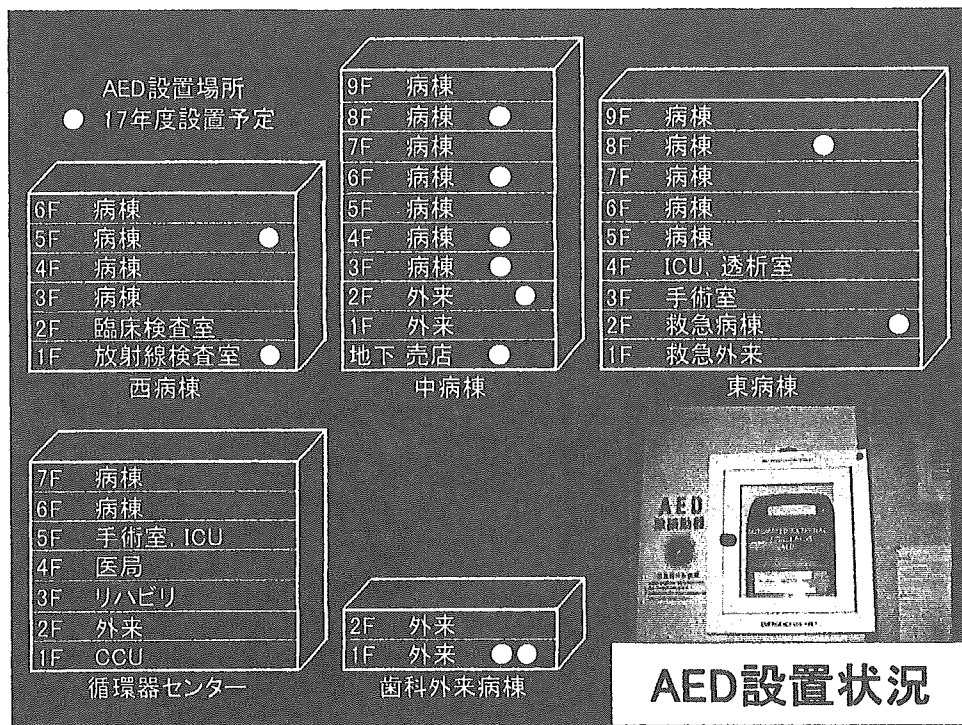 AED設置場所
● 17年度設置予定
6F 病棟
5F 病棟 ●
4F 病棟
3F 病棟
2F 臨床検査室
1F 放射線検査室 ●
西病棟
9F 病棟
8F 病棟 ●
7F 病棟
6F 病棟 ●
5F 病棟
4F 病棟 ●
3F 病棟 ●
2F 外来 ●
1F 外来
地下 売店 ●
中病棟
9F 病棟
8F 病棟 ●
7F 病棟
6F 病棟
5F 病棟
4F ICU, 透析室
3F 手術室
2F 救急病棟 ●
1F 救急外来
東病棟
7F 病棟
6F 病棟
5F 手術室, ICU
4F 医局
3F リハビリ
2F 外来
1F CCU
循環器センター
2F 外来
1F 外来 ●●
歯科外来病棟
AED
AUTOMATED EXTERNAL
AED
AED設置状況